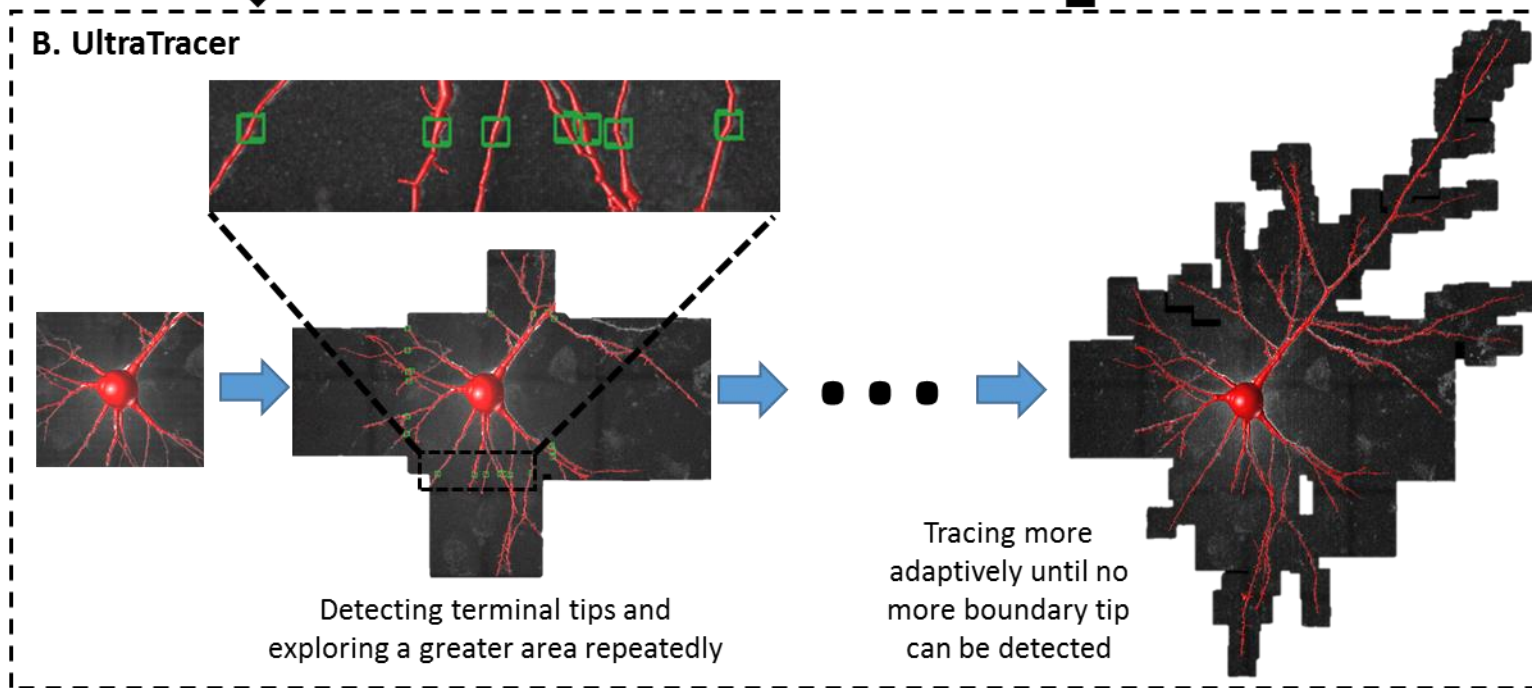 B. UltraTracer
Detecting terminal tips and
exploring a greater area repeatedly
Tracing more
adaptively until no
more boundary tip
can be detected